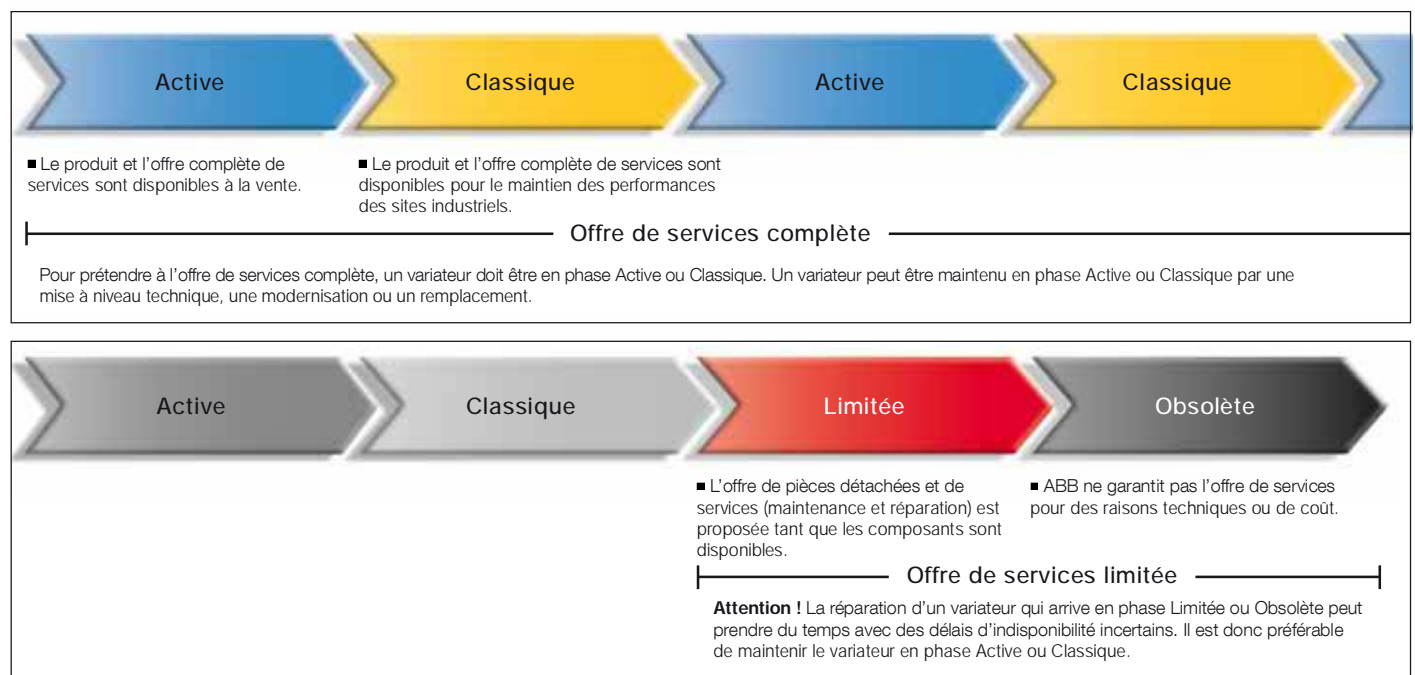 Active
Classique
Active
Classique
■ Le produit et l’offre complète de
services sont disponibles à la vente.
■ Le produit et l’offre complète de services sont
disponibles pour le maintien des performances
des sites industriels.
Offre de services complète
Pour prétendre à l’offre de services complète, un variateur doit être en phase Active ou Classique. Un variateur peut être maintenu en phase Active ou Classique par une
mise à niveau technique, une modernisation ou un remplacement.
Active
Classique
Limitée
Obsolète
■ L’offre de pièces détachées et de
services (maintenance et réparation) est
proposée tant que les composants sont
disponibles.
■ ABB ne garantit pas l’offre de services
pour des raisons techniques ou de coût.
Offre de services limitée
Attention ! La réparation d’un variateur qui arrive en phase Limitée ou Obsolète peut
prendre du temps avec des délais d’indisponibilité incertains. Il est donc préférable
de maintenir le variateur en phase Active ou Classique.